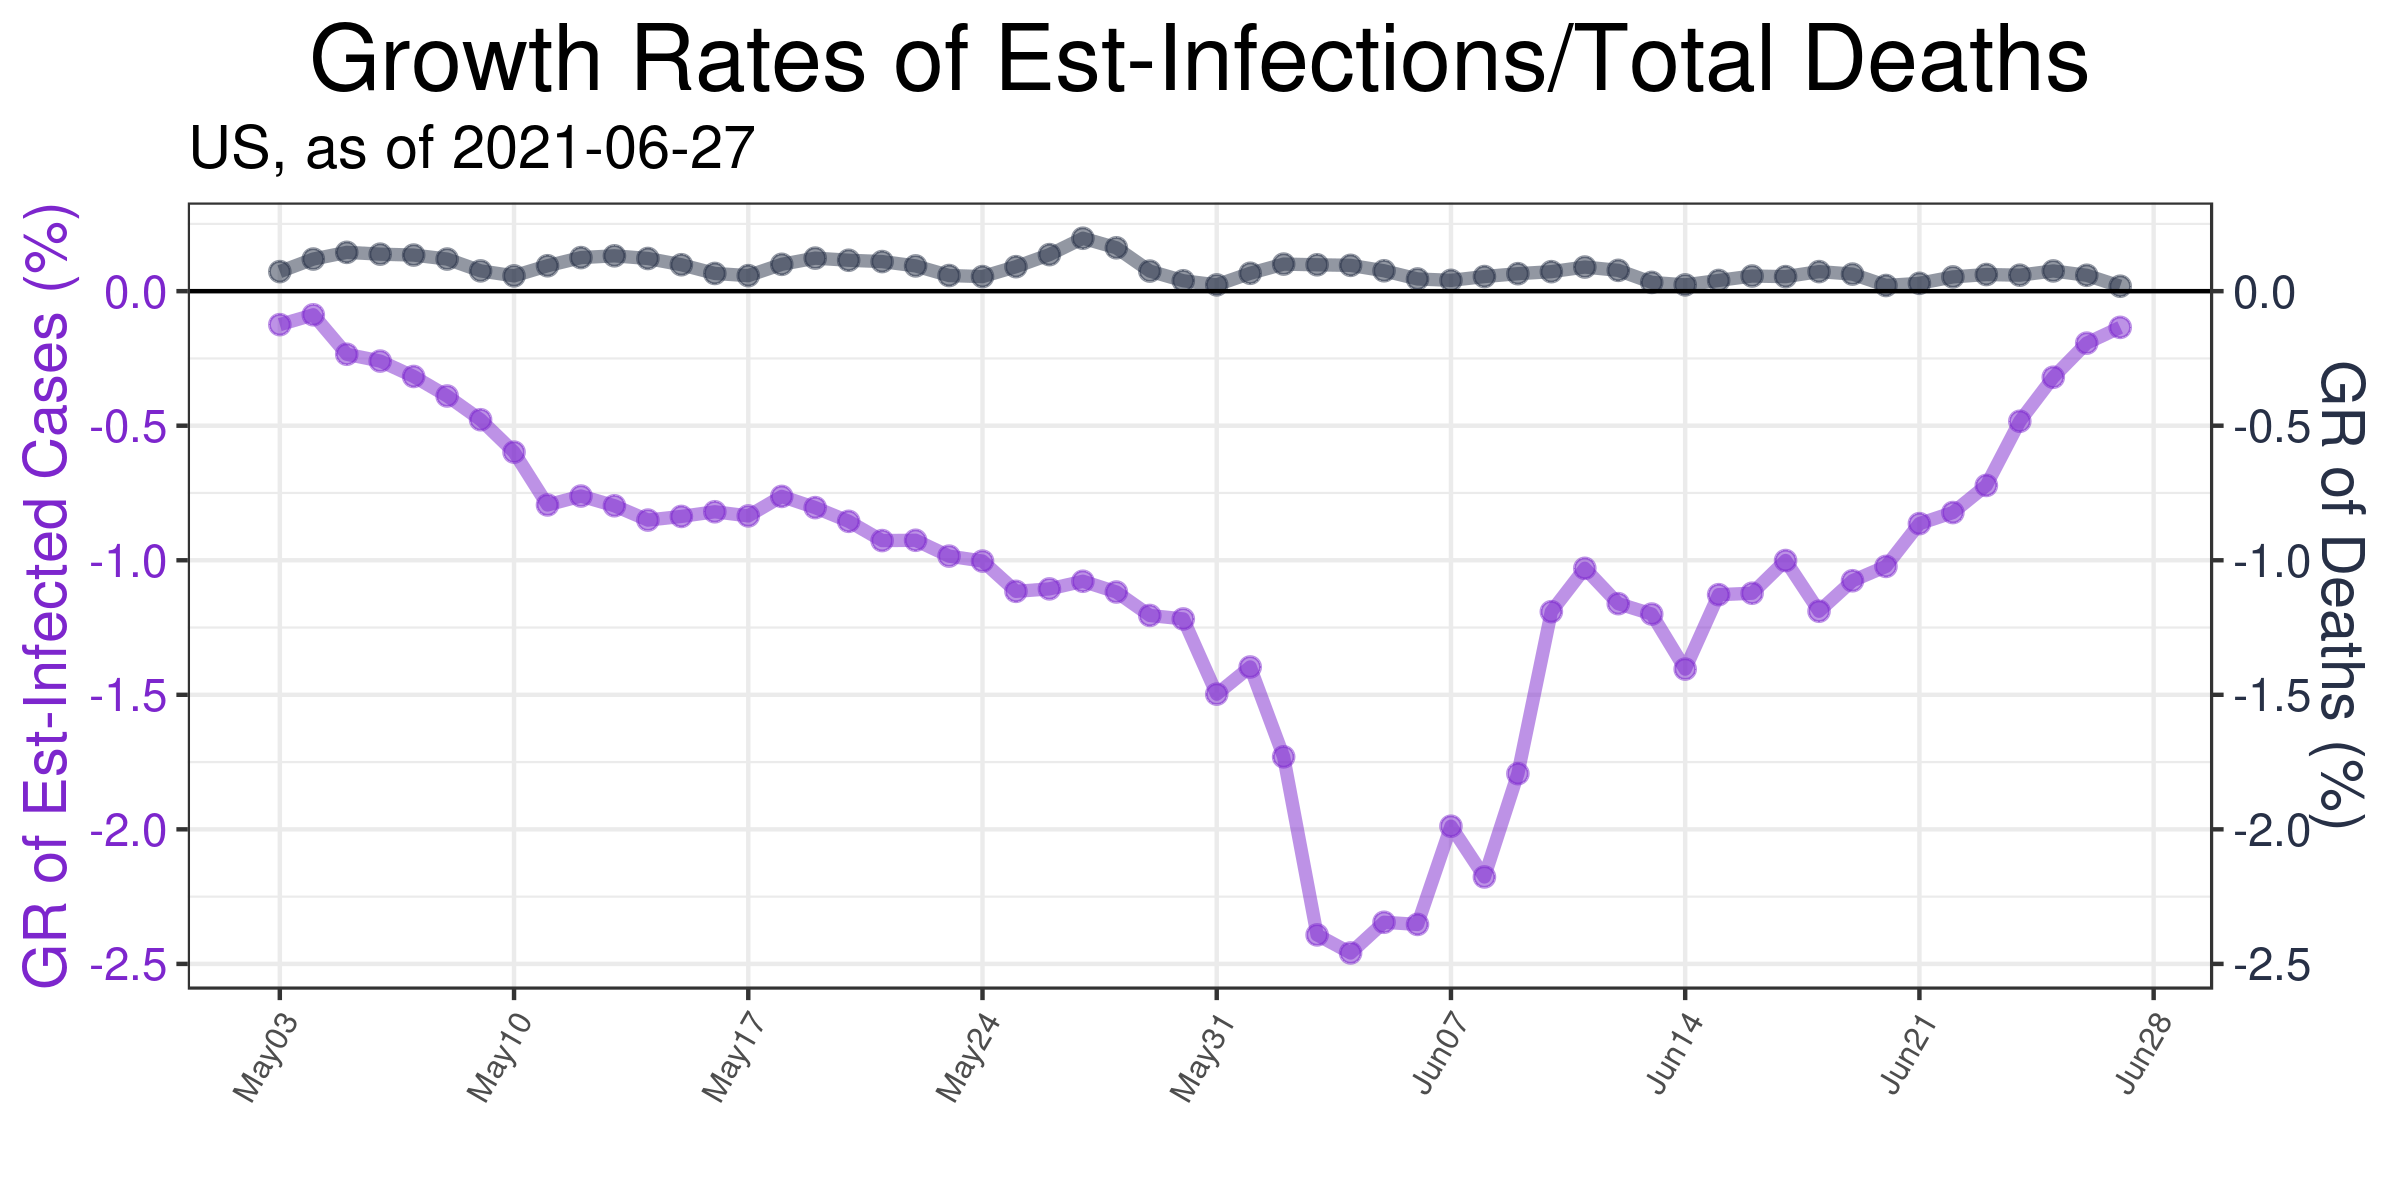 Growth Rates of Est-Infections/Total Deaths
US, as of 2021-06-27
GR of Est-Infected Cases (%)
0.0
-0.5
-1.0
-1.5
-2.0
-2.5
0.0
-0.5
-1.0
-1.5
-2.0
-2.5
GR of Deaths (%)
May03 May10 May17 May24 May31 Jun07 Jun14 Jun21 Jun28